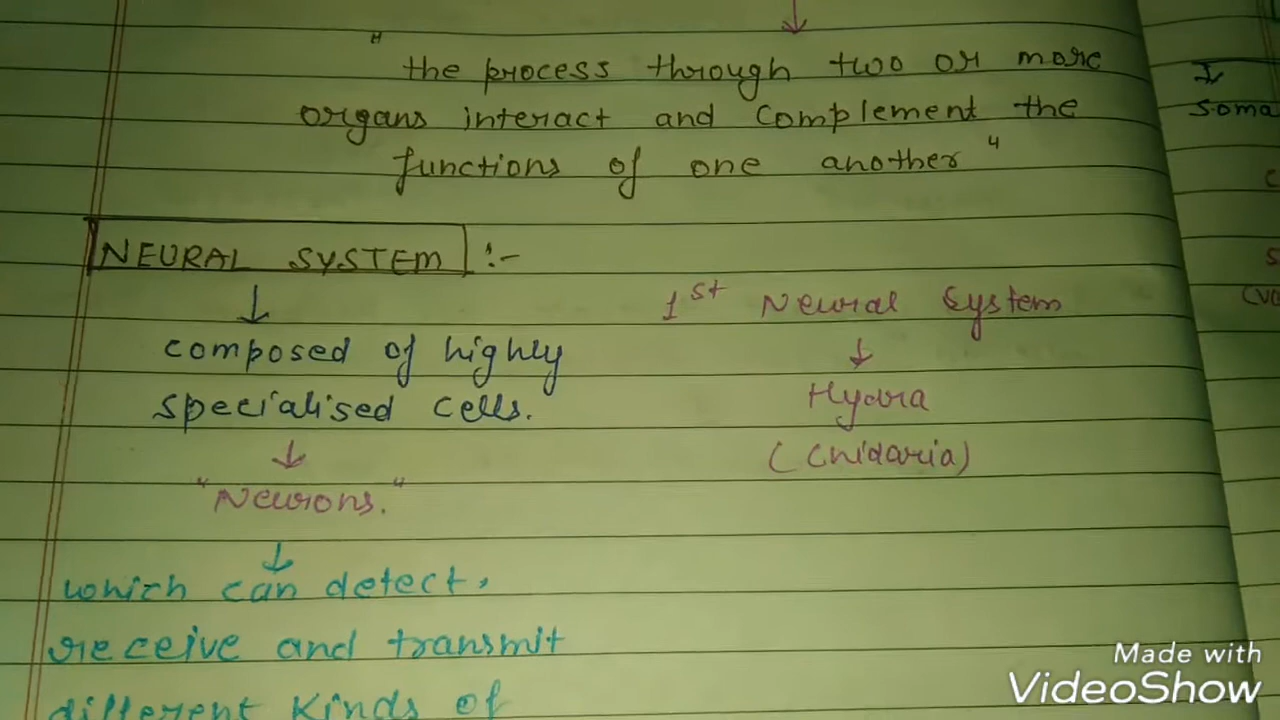 "the process through two or more
organs interact and complement the
functions of one another"
NEURAL SYSTEM :-
↓
composed of highly
specialised cells.
↓
"Neurons."
↓
which can detect,
receive and transmit
different kinds of
1st Neural System
↓
Hydra
(Cnidaria)
↓
soma
Made with
VideoShow